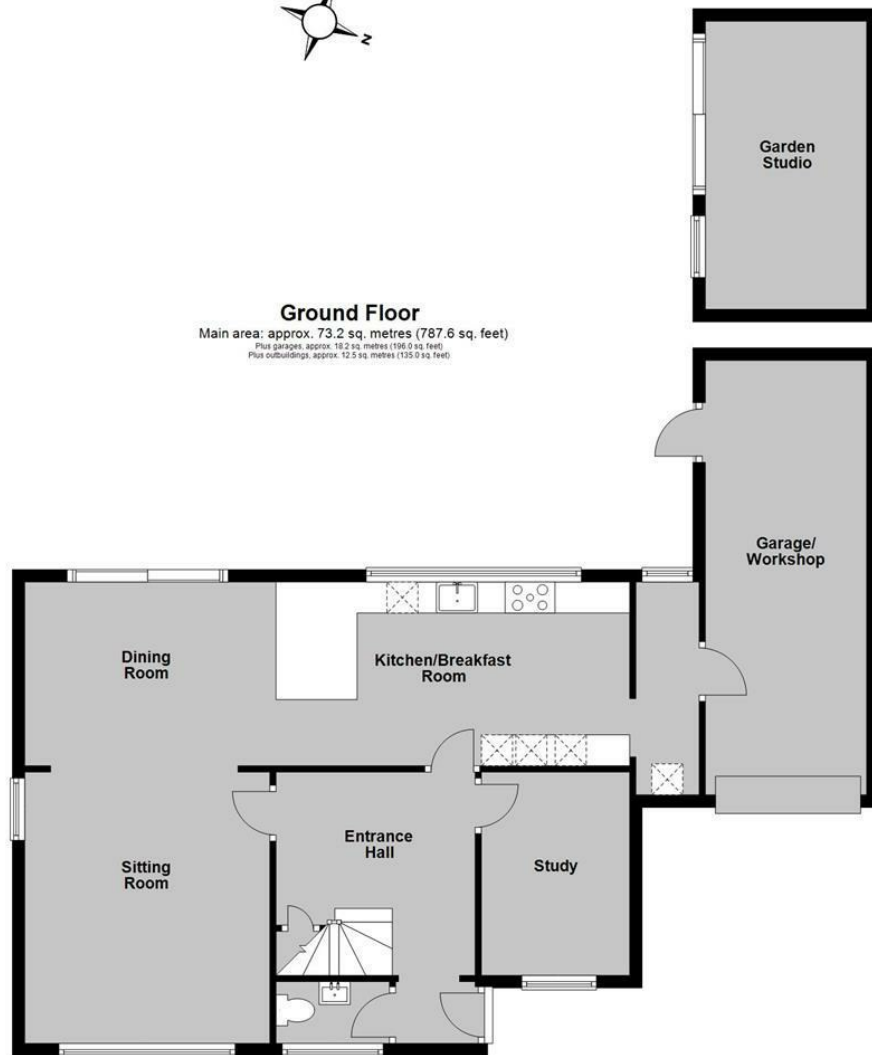 N
Garden
Studio
Ground Floor
Main area: approx. 73.2 sq. metres (787.6 sq. feet)
Plus garages, approx. 18.2 sq. metres (196.0 sq. feet)
Plus outbuildings, approx. 12.5 sq. metres (135.0 sq. feet)
Garage/
Workshop
Dining
Room
Kitchen/Breakfast
Room
Entrance
Hall
Sitting
Room
Study